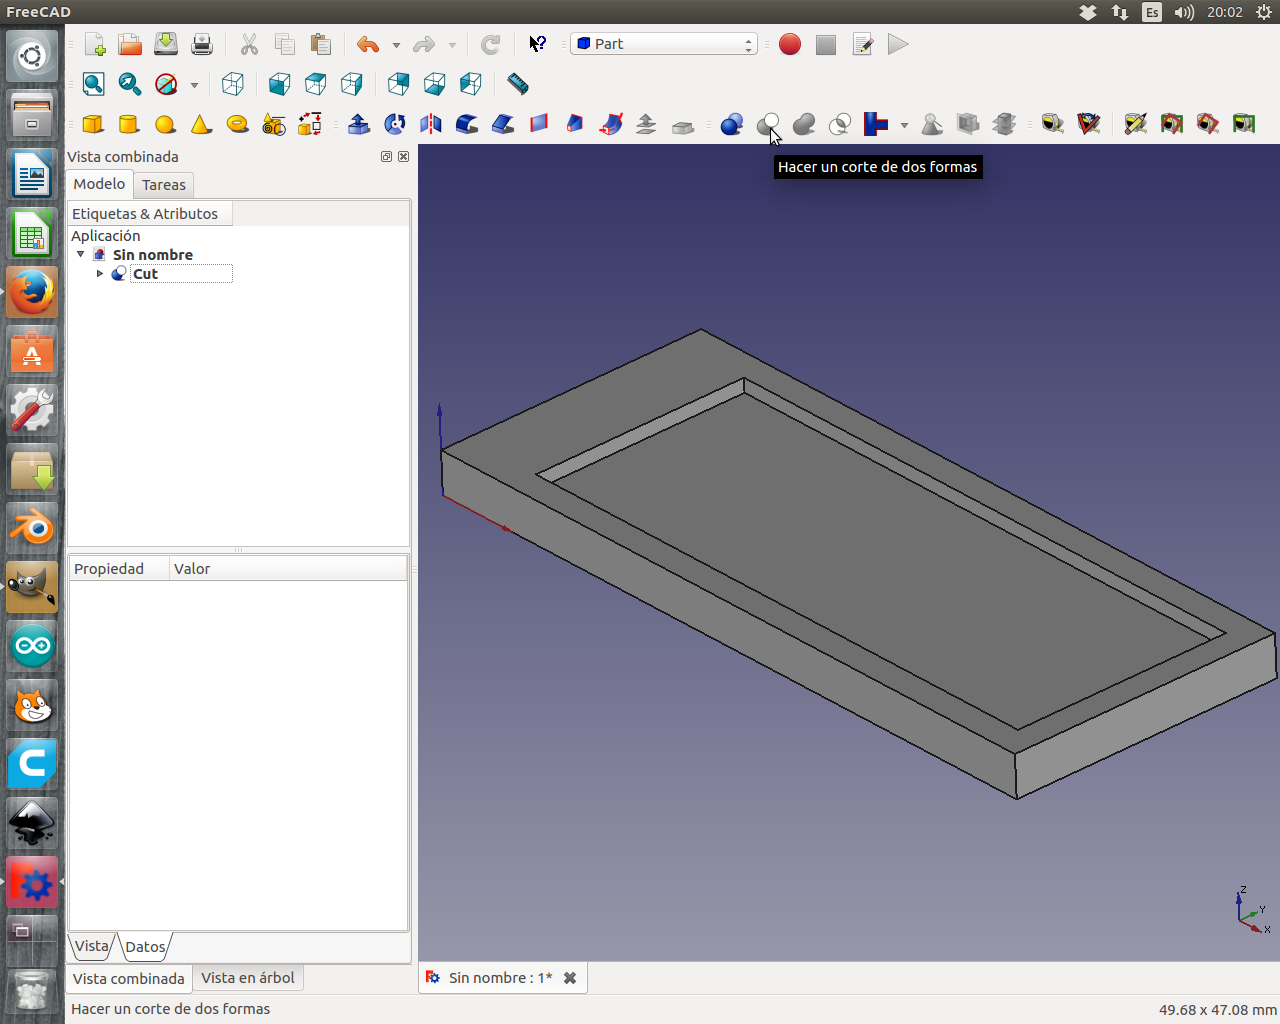 FreeCAD
Es
20:02
Part
Vista combinada
Modelo
Tareas
Hacer un corte de dos formas
Etiquetas & Atributos
Aplicación
Sin nombre
Cut
Propiedad
Valor
Z
Y
X
Vista
Datos
Vista combinada
Vista en árbol
Sin nombre : 1*
Hacer un corte de dos formas
49.68 x 47.08 mm